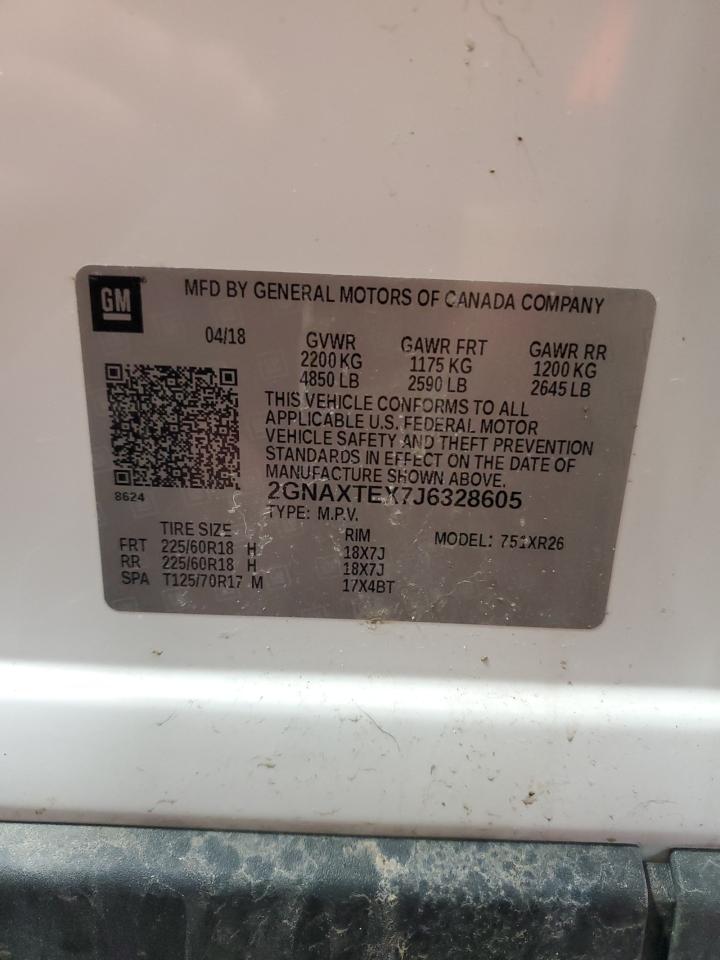 GM
MFD BY GENERAL MOTORS OF CANADA COMPANY
04/18 GVWR GAWR FRT GAWR RR
2200 KG 1175 KG 1200 KG
4850 LB 2590 LB 2645 LB
THIS VEHICLE CONFORMS TO ALL
APPLICABLE U.S. FEDERAL MOTOR
VEHICLE SAFETY AND THEFT PREVENTION
STANDARDS IN EFFECT ON THE DATE OF
MANUFACTURE SHOWN ABOVE.
8624
2GNAXTEX7J6328605
TYPE: M.P.V.
TIRE SIZE RIM MODEL: 751XR26
FRT 225/60R18 H 18X7J
RR 225/60R18 H 18X7J
SPA T125/70R17 M 17X4BT